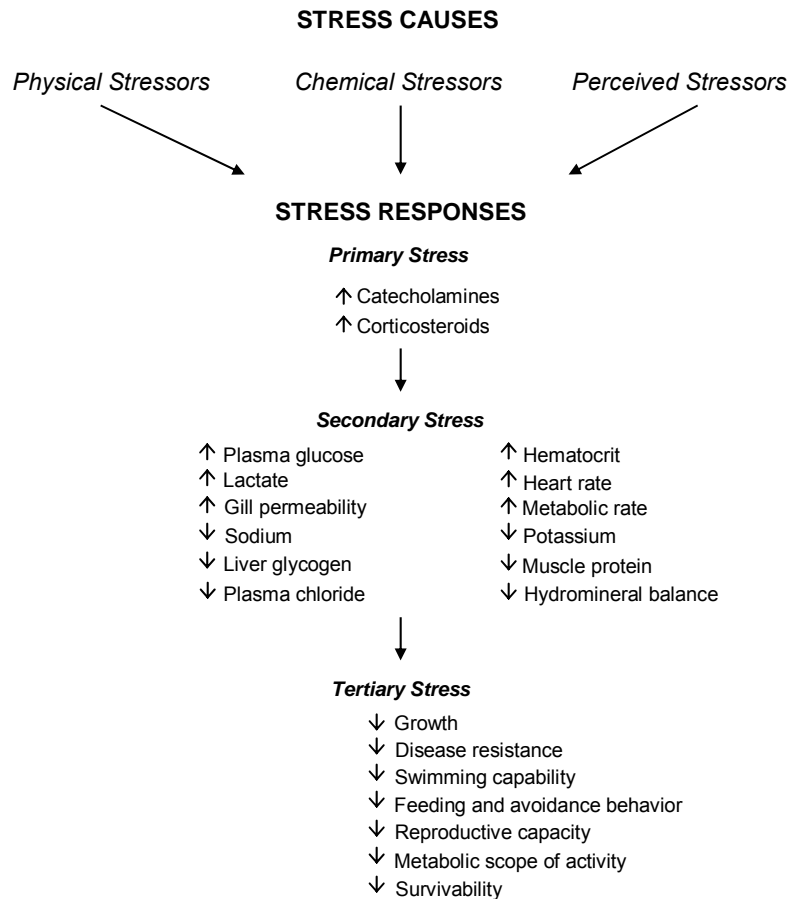 STRESS CAUSES
Physical Stressors Chemical Stressors Perceived Stressors
STRESS RESPONSES
Primary Stress
↑ Catecholamines
↑ Corticosteroids
Secondary Stress
↑ Plasma glucose
↑ Lactate
↑ Gill permeability
↓ Sodium
↓ Liver glycogen
↓ Plasma chloride
↑ Hematocrit
↑ Heart rate
↑ Metabolic rate
↓ Potassium
↓ Muscle protein
↓ Hydromineral balance
Tertiary Stress
↓ Growth
↓ Disease resistance
↓ Swimming capability
↓ Feeding and avoidance behavior
↓ Reproductive capacity
↓ Metabolic scope of activity
↓ Survivability